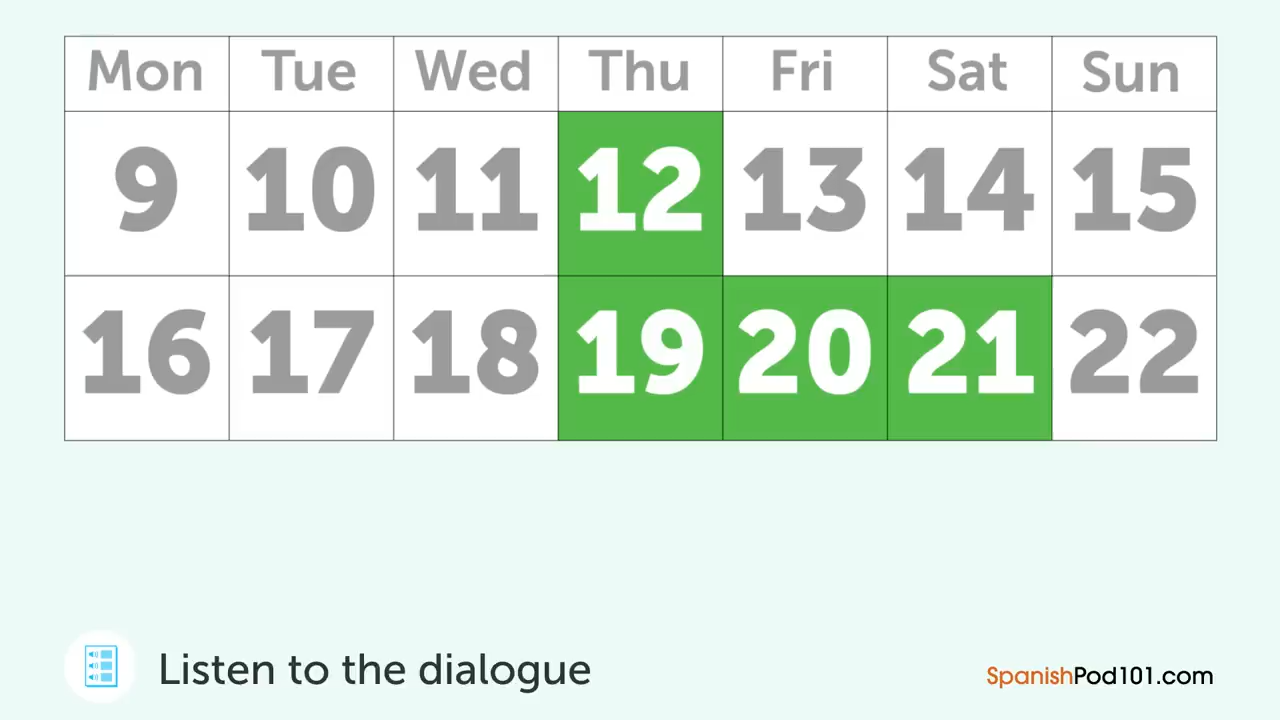 Mon Tue Wed Thu Fri Sat Sun
9 10 11 12 13 14 15
16 17 18 19 20 21 22
Listen to the dialogue
SpanishPod101.com